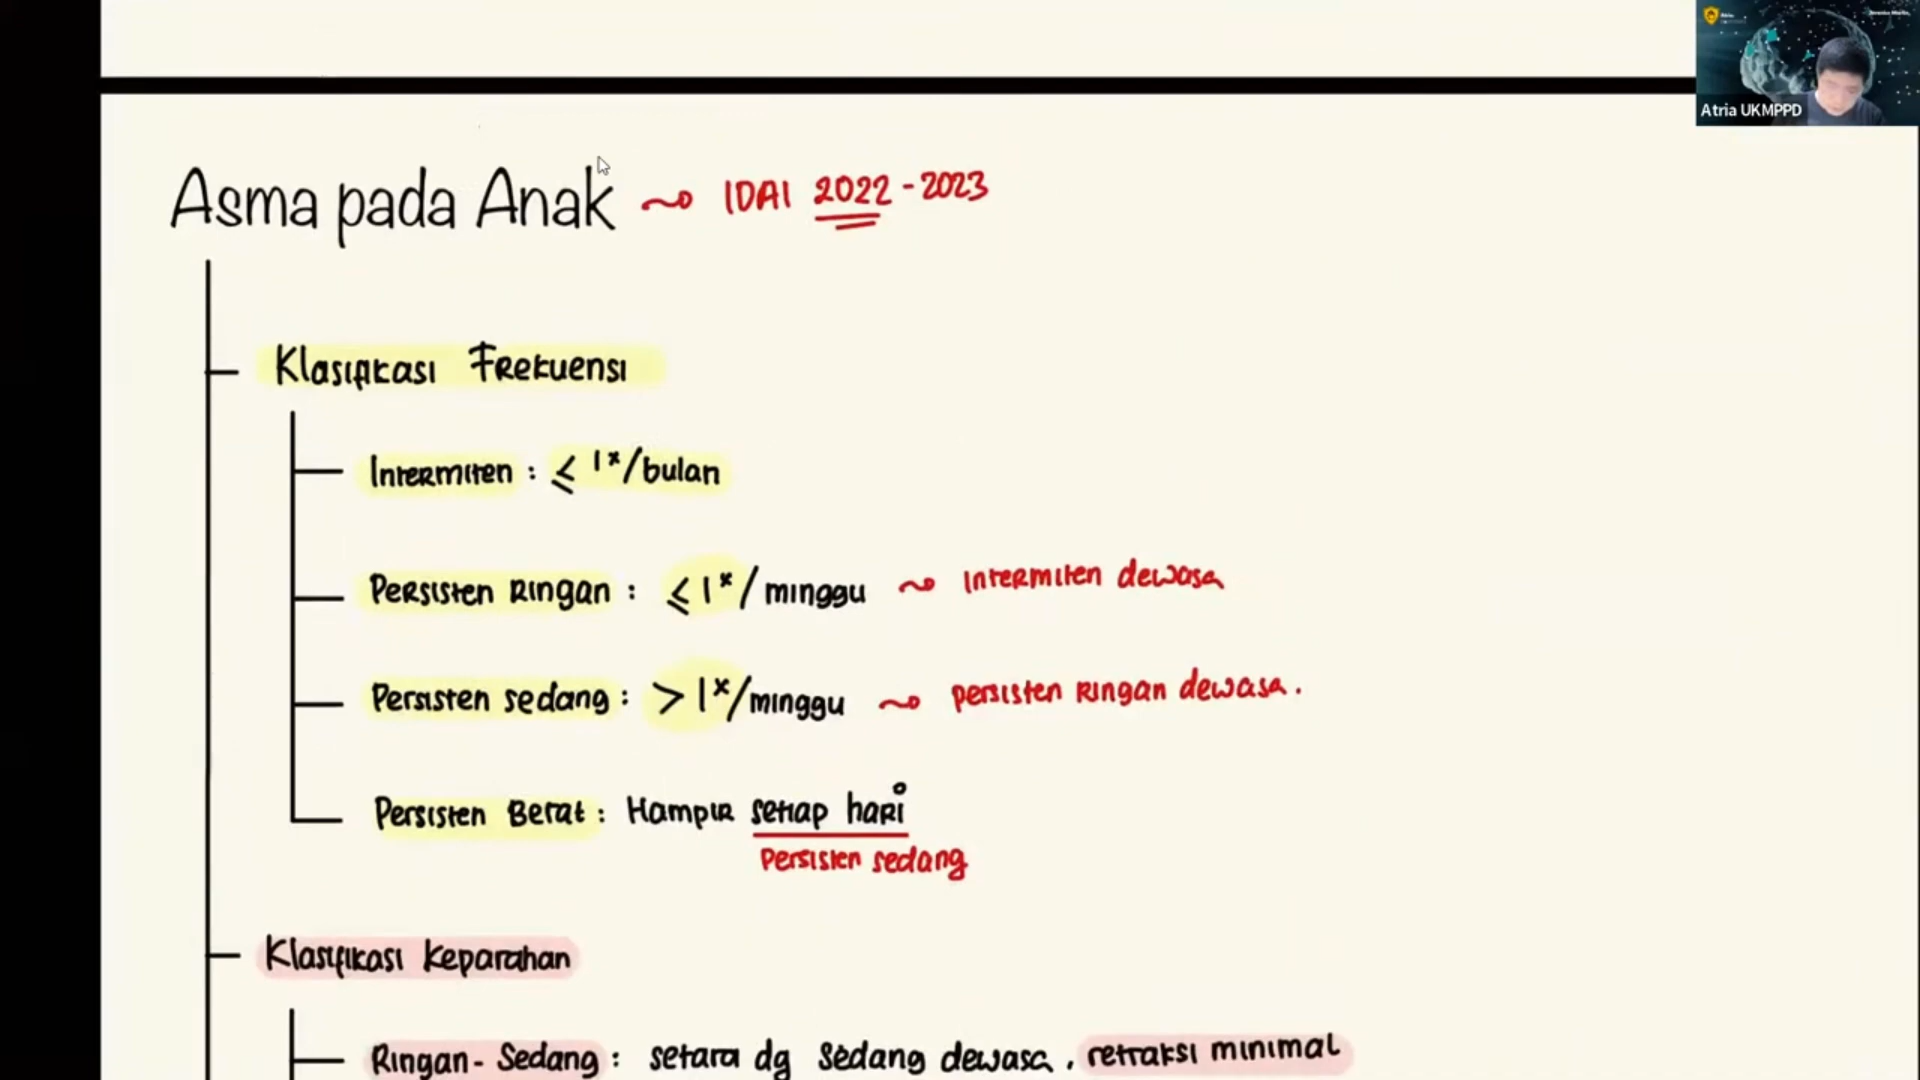 Atria UKMPPD
Asma pada Anak ~> IDAI 2022 - 2023
Klasifikasi Frekuensi
Intermiten : ≤ 1x/bulan
Persisten Ringan : ≤ 1x/ minggu ~> Intermiten dewasa
Persisten sedang : > 1x/minggu ~> persisten Ringan dewasa.
Persisten Berat : Hampir setiap hari
Persisten sedang
Klasifikasi Keparahan
Ringan - Sedang : setara dg Sedang dewasa , retraksi minimal